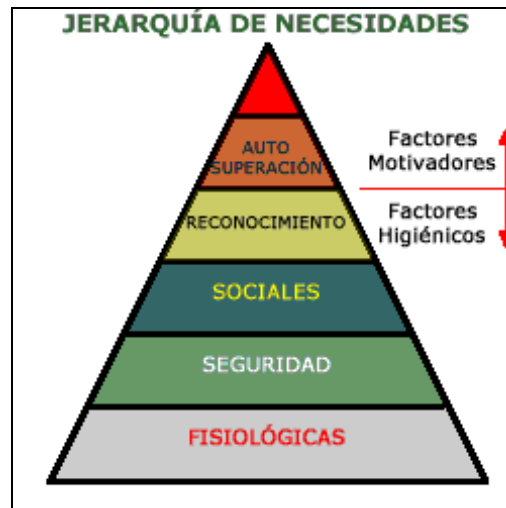 JERARQUÍA DE NECESIDADES
AUTO
SUPERACIÓN
Factores
Motivadores
RECONOCIMIENTO
Factores
Higiénicos
SOCIALES
SEGURIDAD
FISIOLÓGICAS